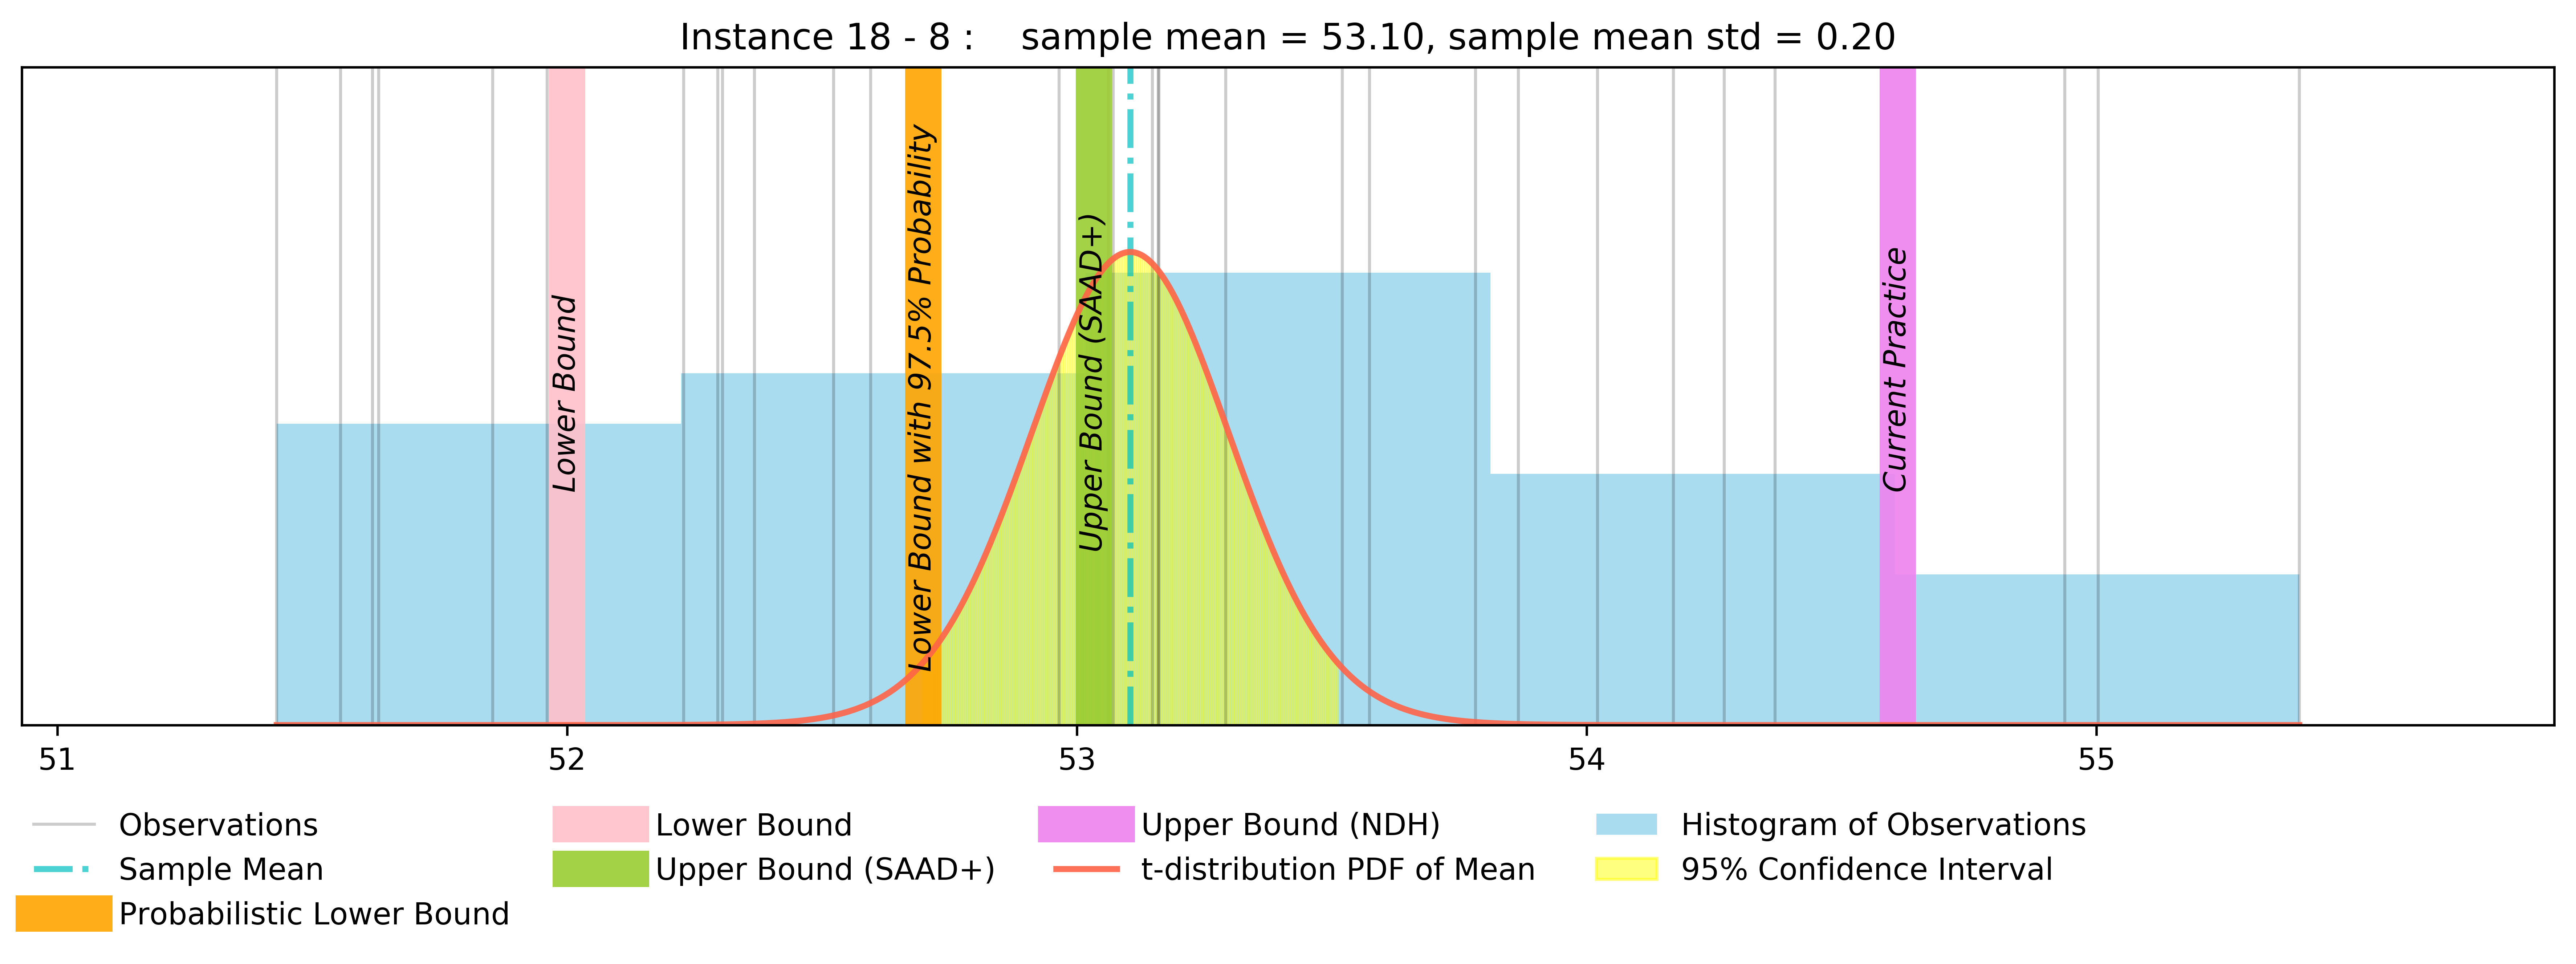 Instance 18 - 8 :    sample mean = 53.10, sample mean std = 0.20
Lower Bound
Lower Bound with 97.5% Probability
Upper Bound (SAAD+)
Current Practice
51 52 53 54 55
Observations
Sample Mean
Probabilistic Lower Bound
Lower Bound
Upper Bound (SAAD+)
Upper Bound (NDH)
t-distribution PDF of Mean
Histogram of Observations
95% Confidence Interval